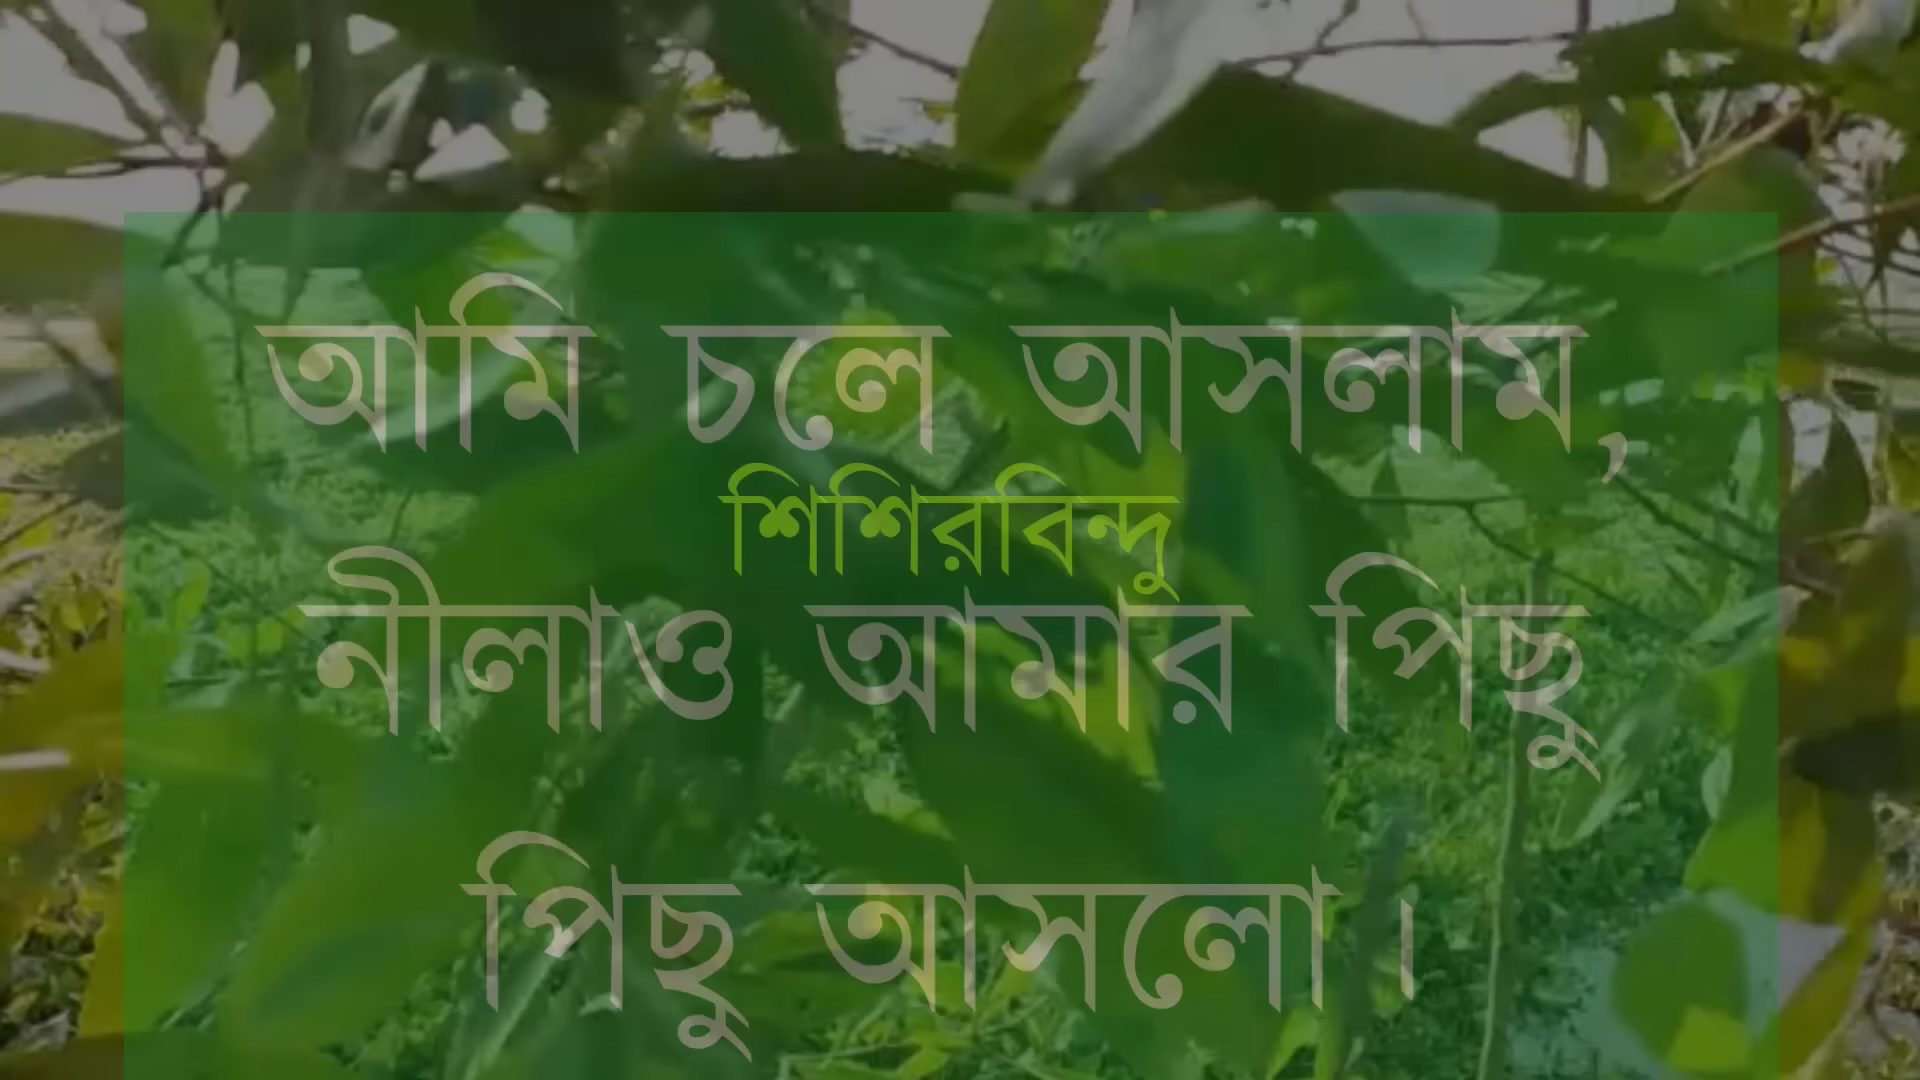 আমি চলে আসলাম,
শিশিরবিন্দু
নীলাও আমার পিছু
পিছু আসলো।